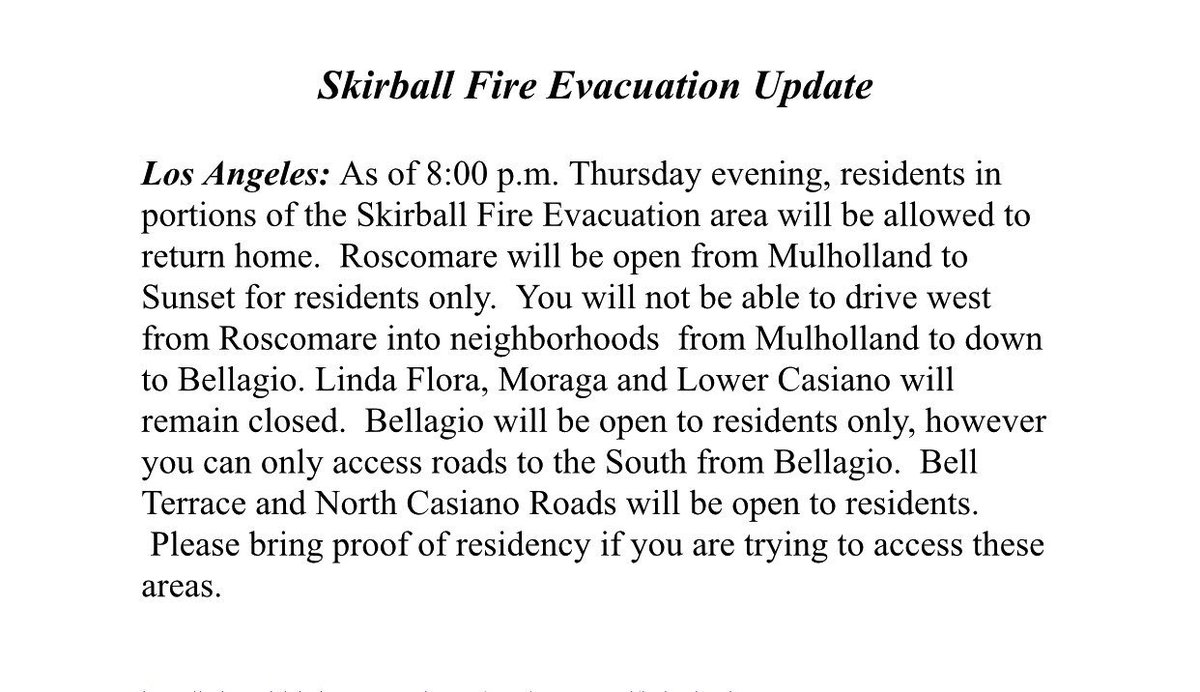 Skirball Fire Evacuation Update
Los Angeles: As of 8:00 p.m. Thursday evening, residents in
portions of the Skirball Fire Evacuation area will be allowed to
return home.  Roscomare will be open from Mulholland to
Sunset for residents only.  You will not be able to drive west
from Roscomare into neighborhoods  from Mulholland to down
to Bellagio. Linda Flora, Moraga and Lower Casiano will
remain closed.  Bellagio will be open to residents only, however
you can only access roads to the South from Bellagio.  Bell
Terrace and North Casiano Roads will be open to residents.
Please bring proof of residency if you are trying to access these
areas.